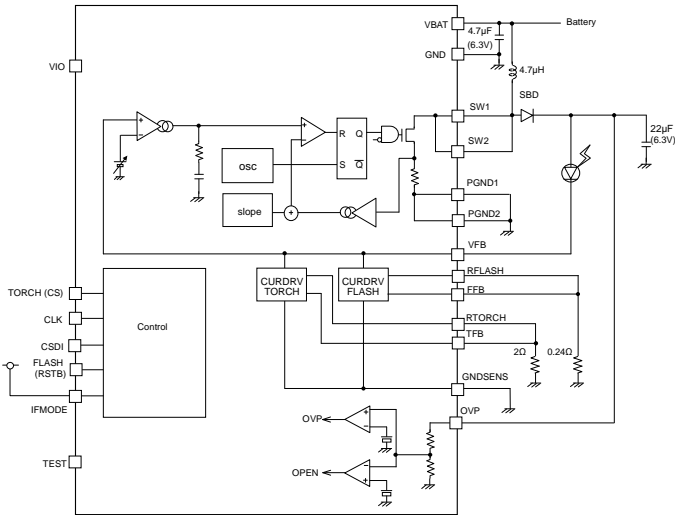 VBAT
Battery
4.7µF
(6.3V)
GND
VIO
4.7µH
SBD
SW1
22µF
(6.3V)
+
−
+
−
R Q
S Q̅
SW2
osc
PGND1
slope
+
PGND2
VFB
CURDRV
TORCH
CURDRV
FLASH
RFLASH
FFB
TORCH (CS)
CLK
Control
RTORCH
TFB
CSDI
2Ω
0.24Ω
FLASH
(RSTB)
GNDSENS
IFMODE
OVP
OVP
+
−
TEST
OPEN
−
+